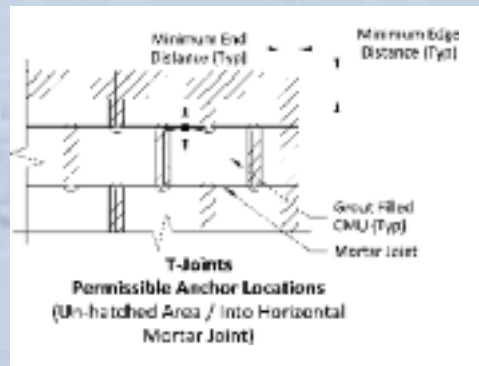 Minimum End
Distance (Typ)
Minimum Edge
Distance (Typ)
Grout Filled
CMU (Typ)
Mortar Joint
T-Joints
Permissible Anchor Locations
(Un-hatched Area / Into Horizontal
Mortar Joint)